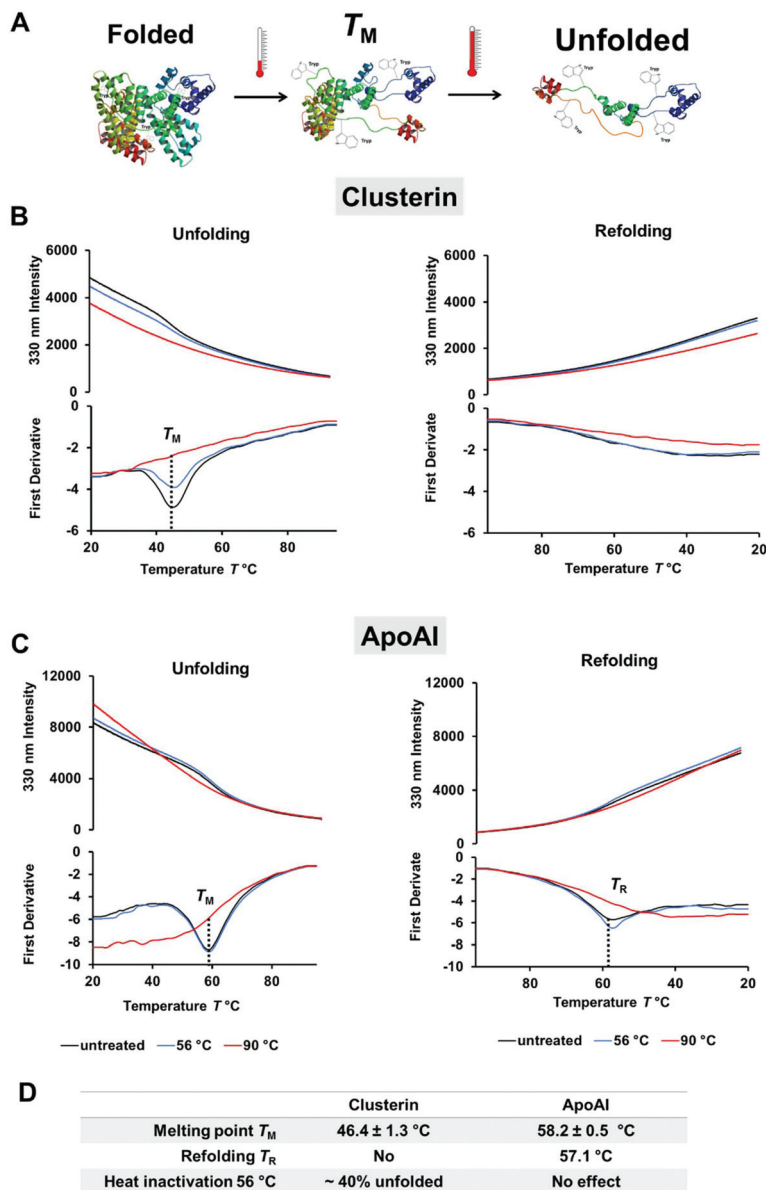 A
Folded
T M
Unfolded
Tryp
Tryp
Tryp
Tryp
Tryp
Tryp
Clusterin
B
Unfolding
Refolding
6000
4000
2000
0
330 nm Intensity
6000
4000
2000
0
330 nm Intensity
0
-2
-4
-6
First Derivative
TM
20 40 60 80
Temperature T °C
0
-2
-4
-6
First Derivate
80 60 40 20
Temperature T °C
ApoAI
C
Unfolding
Refolding
12000
8000
4000
0
330 nm Intensity
12000
8000
4000
0
330 nm Intensity
0
-2
-4
-6
-8
-10
First Derivative
TM
20 40 60 80
Temperature T °C
0
-2
-4
-6
-8
-10
First Derivate
TR
80 60 40 20
Temperature T °C
untreated 56 °C 90 °C
untreated 56 °C 90 °C
D
Clusterin ApoAI
Melting point TM 46.4 ± 1.3 °C 58.2 ± 0.5 °C
Refolding TR No 57.1 °C
Heat inactivation 56 °C ~ 40% unfolded No effect